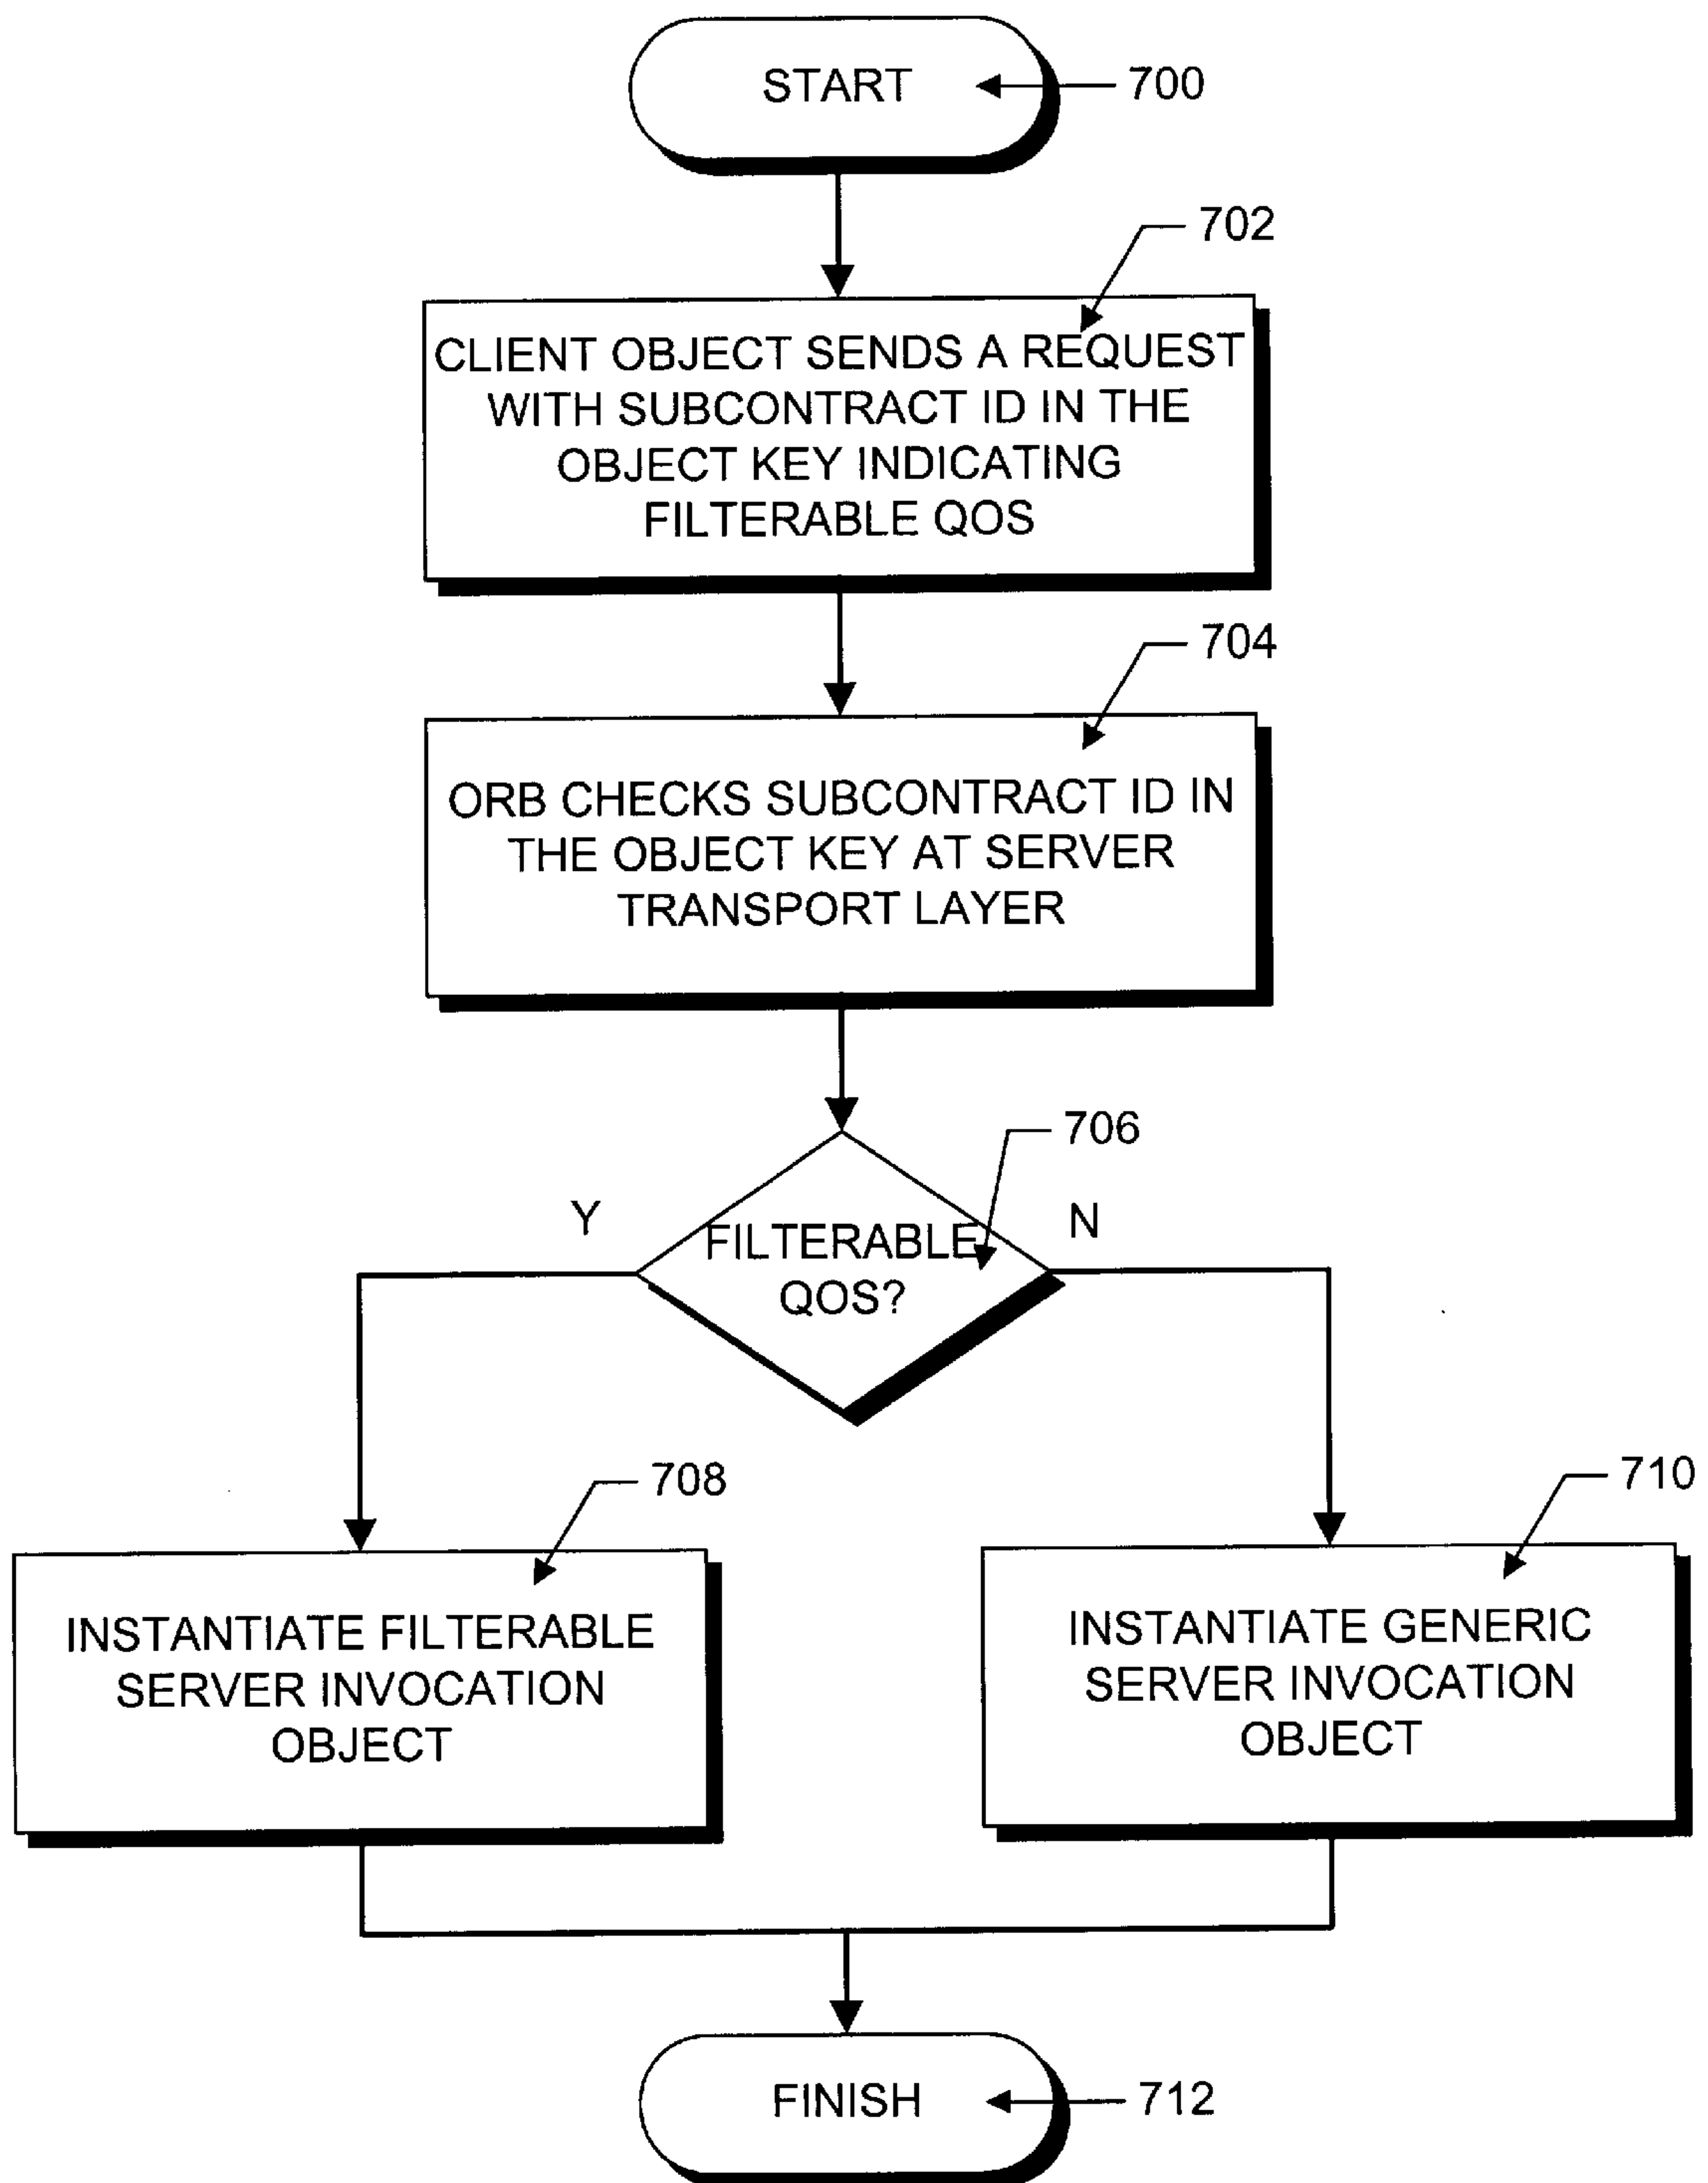 START
700
702
CLIENT OBJECT SENDS A REQUEST
WITH SUBCONTRACT ID IN THE
OBJECT KEY INDICATING
FILTERABLE QOS
704
ORB CHECKS SUBCONTRACT ID IN
THE OBJECT KEY AT SERVER
TRANSPORT LAYER
706
Y
N
FILTERABLE
QOS?
708
710
INSTANTIATE FILTERABLE
SERVER INVOCATION
OBJECT
INSTANTIATE GENERIC
SERVER INVOCATION
OBJECT
FINISH
712